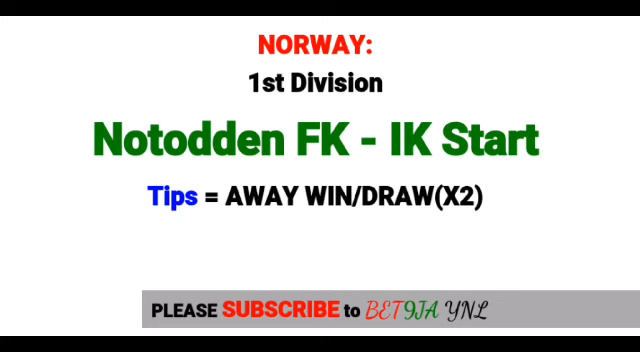 NORWAY:
1st Division
Notodden FK - IK Start
Tips = AWAY WIN/DRAW(X2)
PLEASE SUBSCRIBE to BET9JA YNL